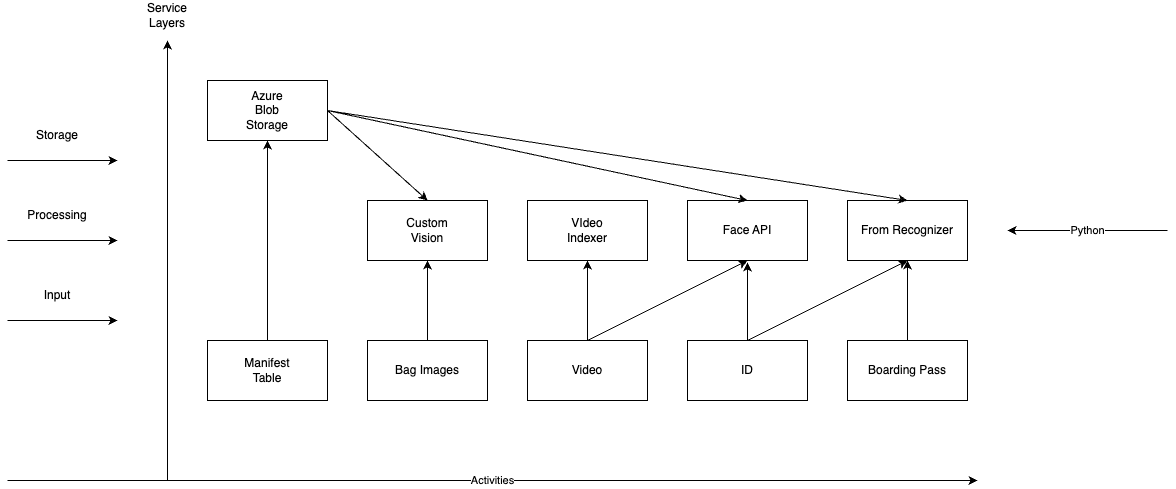 Service
Layers
Azure
Blob
Storage
Storage
Processing
Custom
Vision
VIdeo
Indexer
Face API
From Recognizer
Python
Input
Manifest
Table
Bag Images
Video
ID
Boarding Pass
Activities